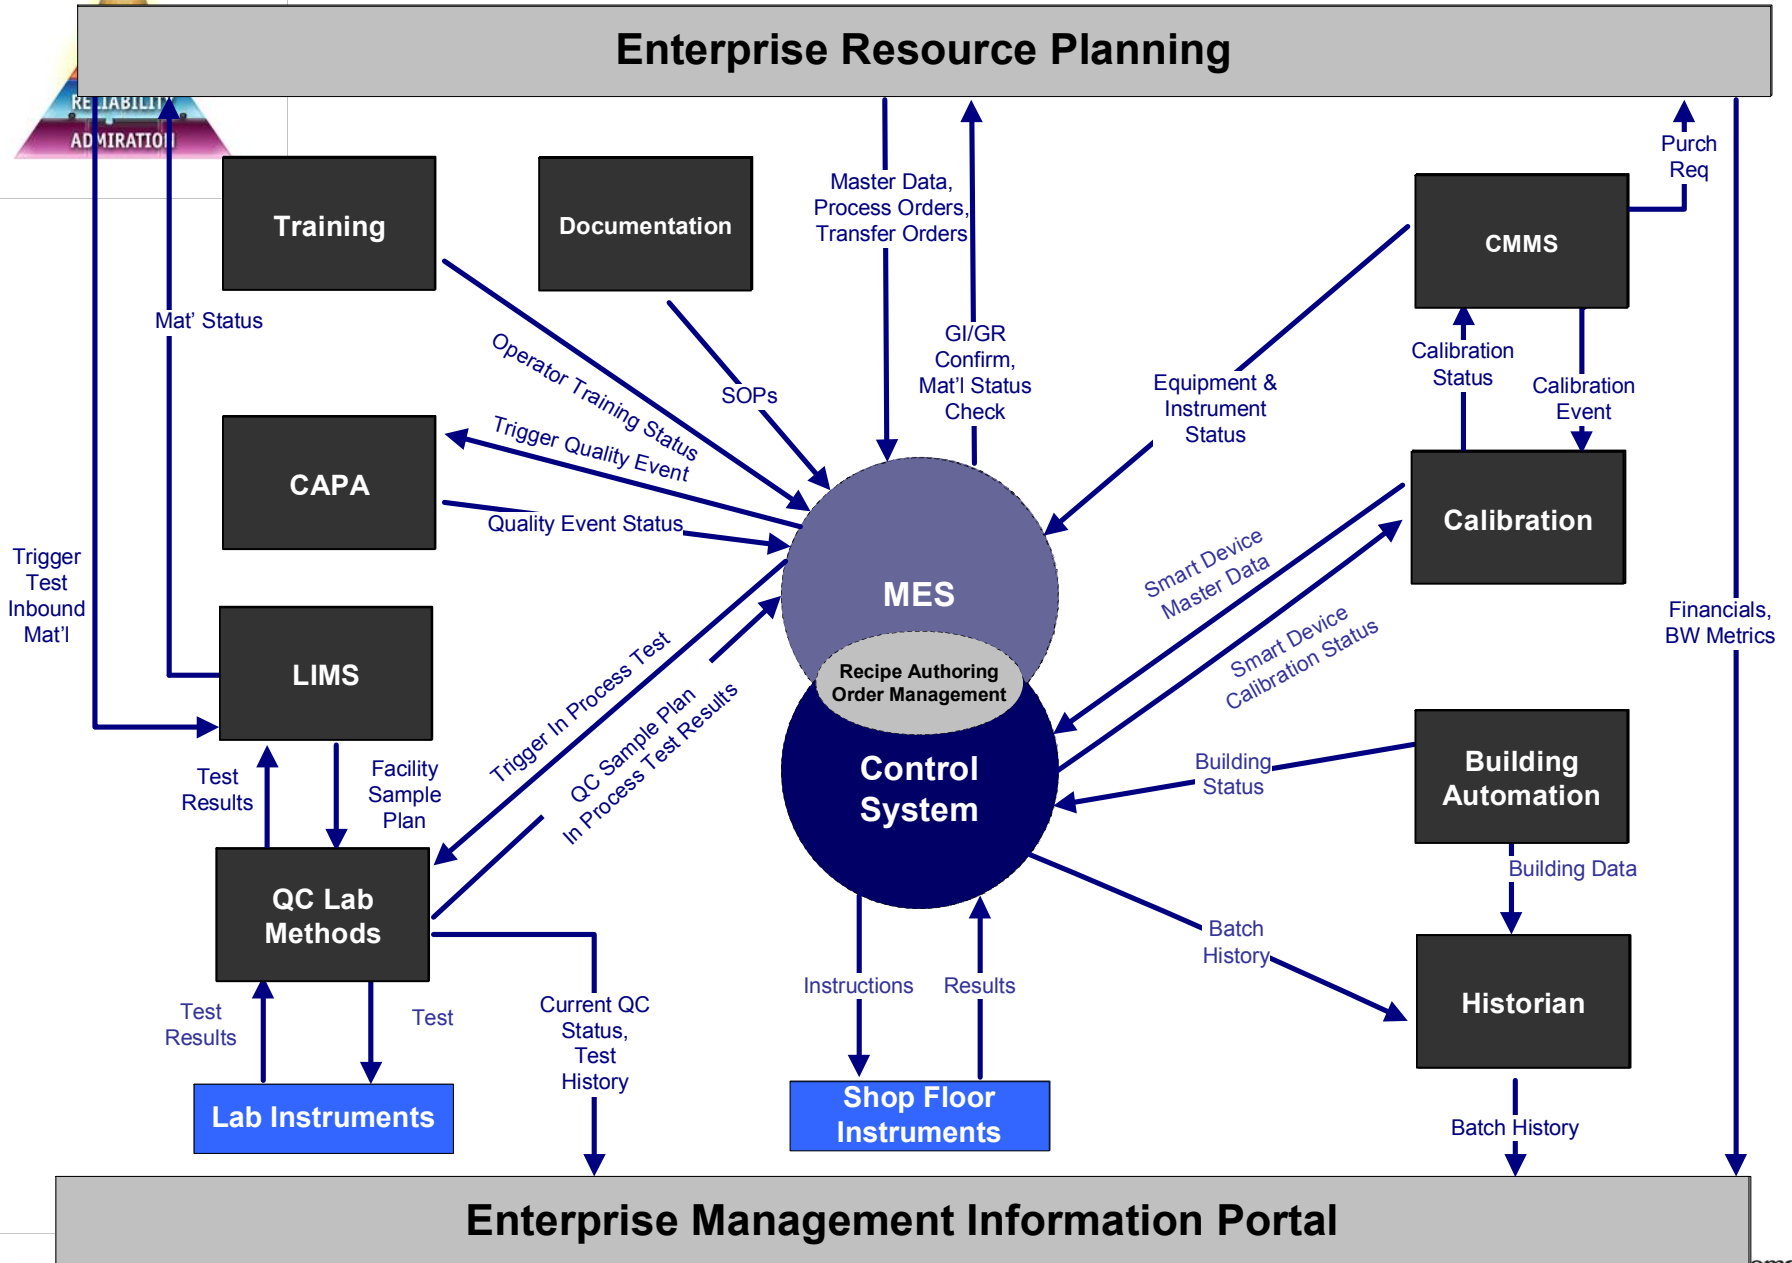 Enterprise Resource Planning
RELIABILITY
ADMIRATION
Training
Documentation
Master Data,
Process Orders,
Transfer Orders
Purch
Req
CMMS
Mat' Status
Operator Training Status
SOPs
GI/GR
Confirm,
Mat'l Status
Check
Equipment &
Instrument
Status
Calibration
Status
Calibration
Event
CAPA
Trigger Quality Event
Quality Event Status
Calibration
Trigger
Test
Inbound
Mat'l
MES
Smart Device
Master Data
Smart Device
Calibration Status
Financials,
BW Metrics
LIMS
Trigger In Process Test
QC Sample Plan
In Process Test Results
Recipe Authoring
Order Management
Control
System
Building
Status
Building
Automation
Test
Results
Facility
Sample
Plan
Building Data
QC Lab
Methods
Batch
History
Historian
Test
Results
Test
Current QC
Status,
Test
History
Instructions
Results
Lab Instruments
Shop Floor
Instruments
Batch History
Enterprise Management Information Portal